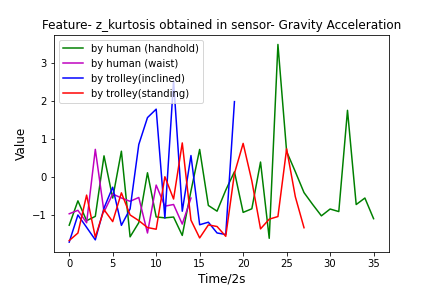 Feature- z_kurtosis obtained in sensor- Gravity Acceleration
by human (handhold)
by human (waist)
by trolley(inclined)
by trolley(standing)
Value
3
2
1
0
−1
0
5
10
15
20
25
30
35
Time/2s